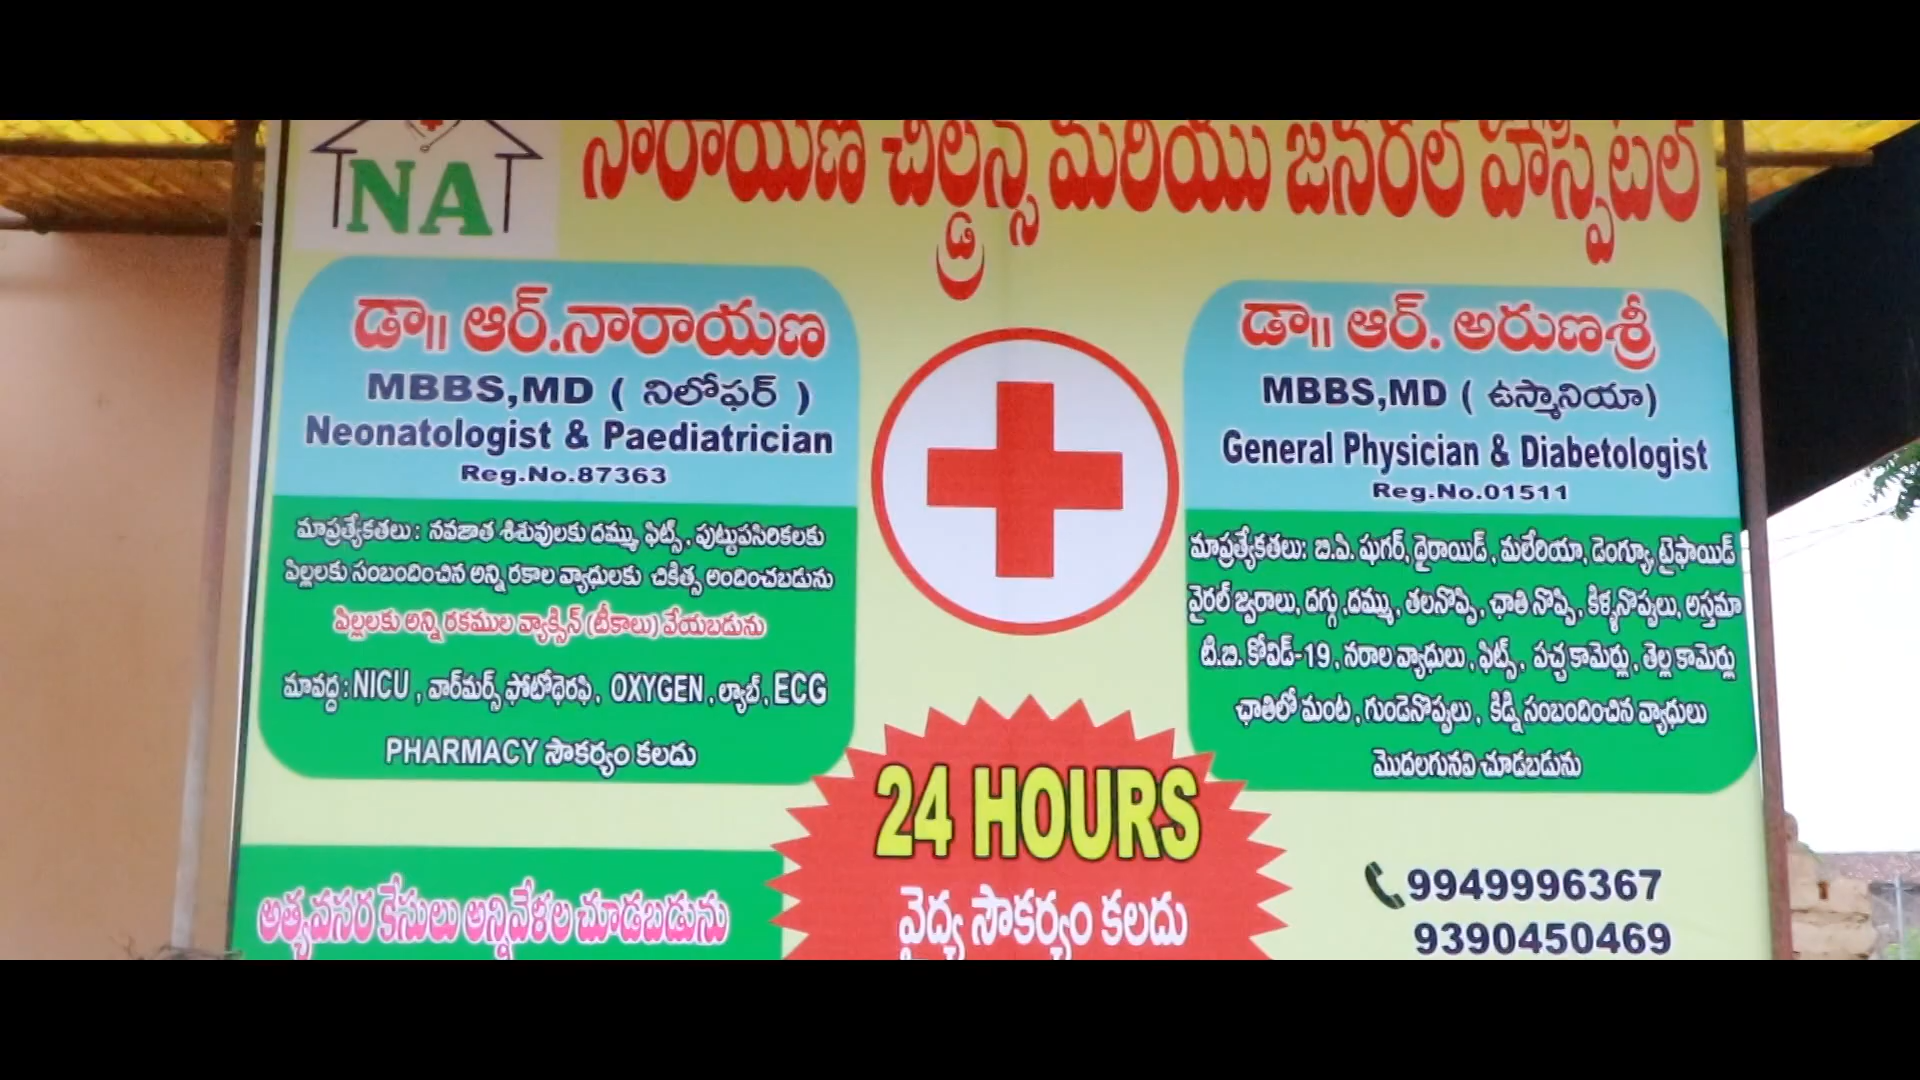 NA
నారాయణ చిల్డ్రన్స్ మరియు జనరల్ హాస్పిటల్
డా॥ ఆర్.నారాయణ
MBBS,MD ( నిలోఫర్ )
Neonatologist & Paediatrician
Reg.No.87363
మాప్రత్యేకతలు: నవజాత శిశువులకు దమ్ము, ఫిట్స్, పుట్టుపసిరికలకు
పిల్లలకు సంబందించిన అన్ని రకాల వ్యాధులకు చికిత్స అందించబడును
పిల్లలకు అన్ని రకముల వ్యాక్సిన్ (టీకాలు) వేయబడును
మావద్ద: NICU, వార్‌మర్స్ ఫోటోథెరఫి, OXYGEN, ల్యాబ్, ECG
PHARMACY సౌకర్యం కలదు
డా॥ ఆర్. అరుణశ్రీ
MBBS,MD ( ఉస్మానియా)
General Physician & Diabetologist
Reg.No.01511
మాప్రత్యేకతలు: బి.పి. షుగర్, థైరాయిడ్, మలేరియా, డెంగ్యూ, టైఫాయిడ్
వైరల్ జ్వరాలు, దగ్గు, దమ్ము, తలనొప్పి, ఛాతి నొప్పి, కీళ్ళనొప్పులు, అస్తమా
టి.బి. కోవిడ్-19, నరాల వ్యాధులు, ఫిట్స్, పచ్చ కామెర్లు, తెల్ల కామెర్లు
ఛాతిలో మంట, గుండెనొప్పులు, కిడ్ని సంబందించిన వ్యాధులు
మొదలగునవి చూడబడును
24 HOURS
వైద్య సౌకర్యం కలదు
అత్యవసర కేసులు అన్నివేళల చూడబడును
9949996367
9390450469